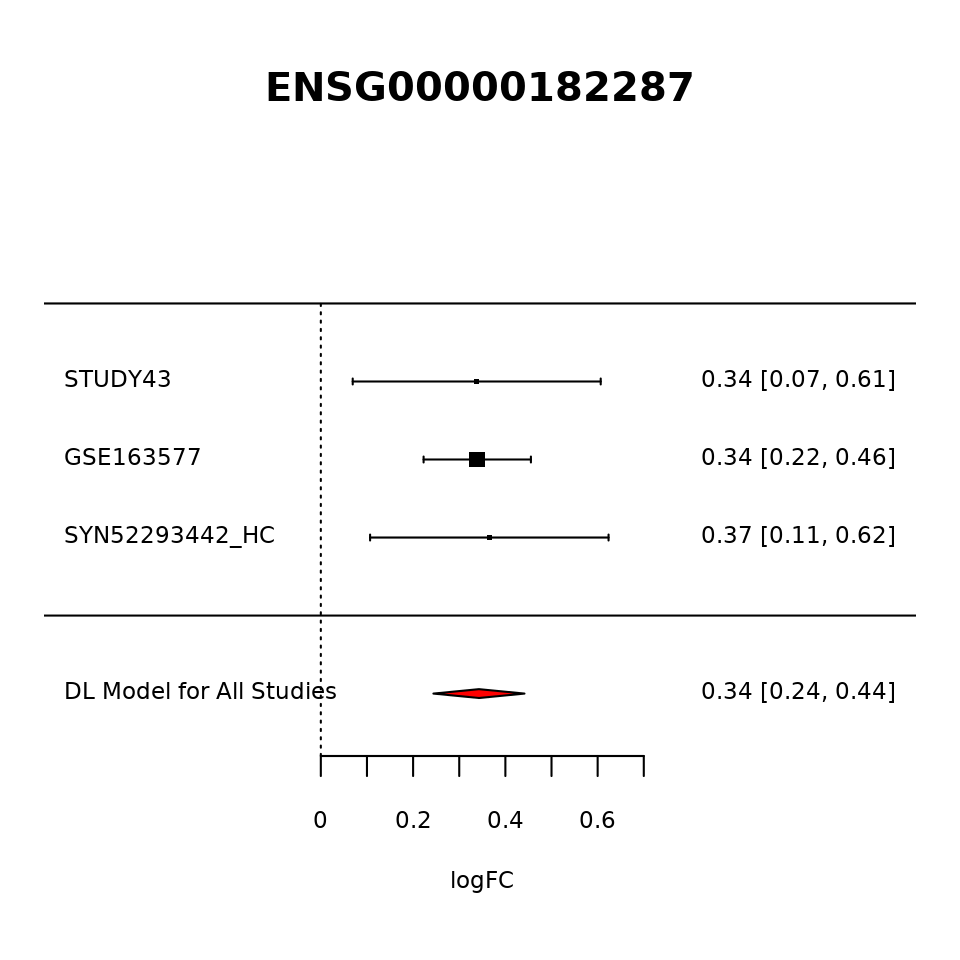 ENSG00000182287
STUDY43 0.34 [0.07, 0.61]
GSE163577 0.34 [0.22, 0.46]
SYN52293442_HC 0.37 [0.11, 0.62]
DL Model for All Studies 0.34 [0.24, 0.44]
0 0.2 0.4 0.6
logFC